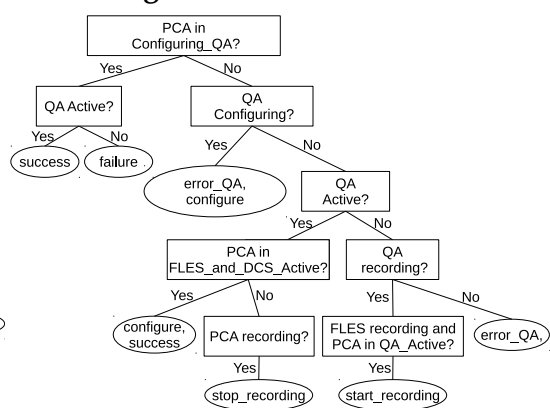 PCA in
Configuring_QA?
Yes
No
QA Active?
QA
Configuring?
Yes
No
Yes
No
success
failure
error_QA,
configure
QA
Active?
Yes
No
PCA in
FLES_and_DCS_Active?
QA
recording?
Yes
No
Yes
No
configure,
success
PCA recording?
FLES recording and
PCA in QA_Active?
error_QA,
Yes
Yes
stop_recording
start_recording